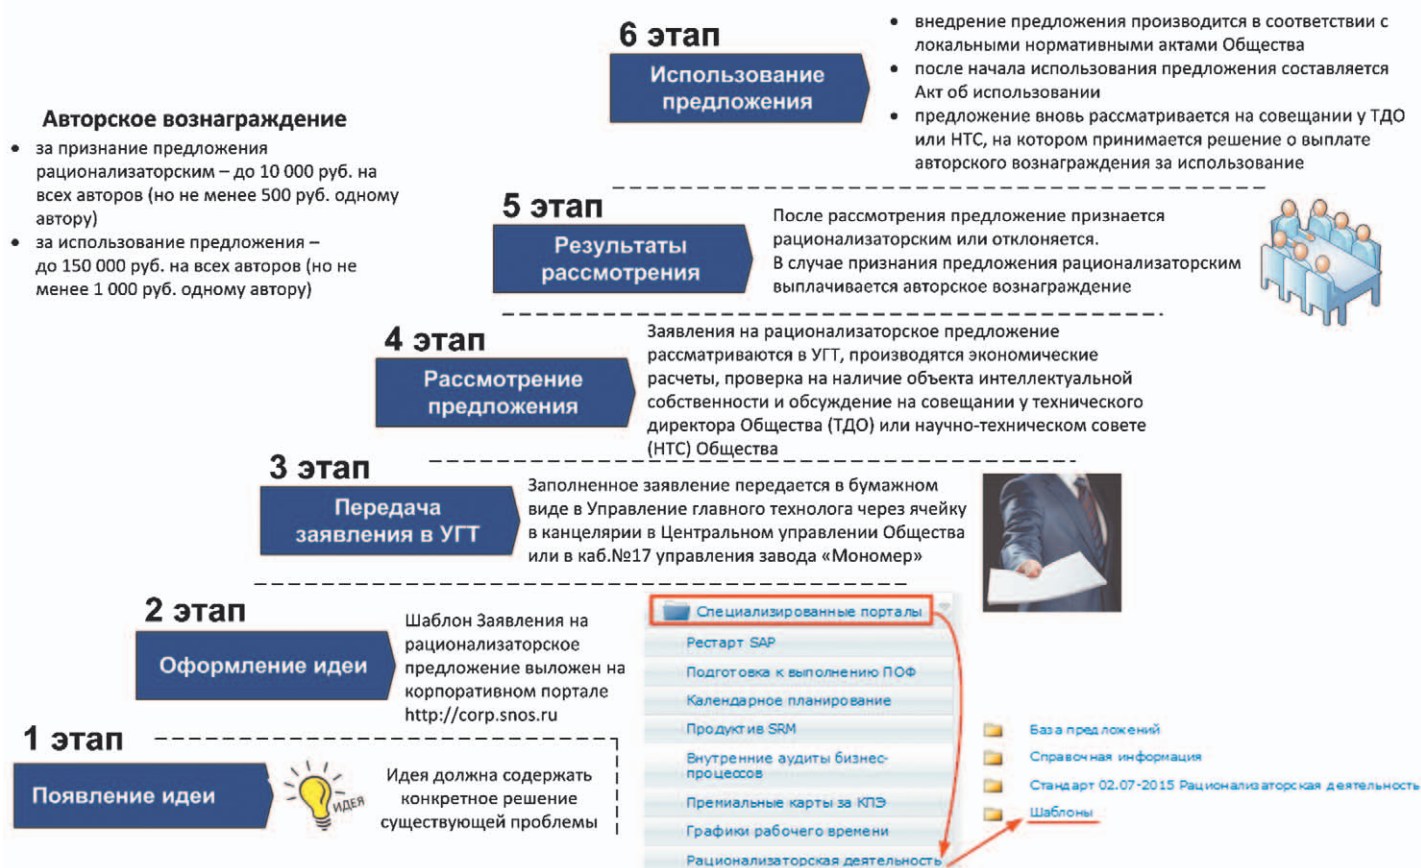 6 этап
Использование
предложения
• внедрение предложения производится в соответствии с
локальными нормативными актами Общества
• после начала использования предложения составляется
Акт об использовании
• предложение вновь рассматривается на совещании у ТДО
или НТС, на котором принимается решение о выплате
авторского вознаграждения за использование
Авторское вознаграждение
• за признание предложения
рационализаторским – до 10 000 руб. на
всех авторов (но не менее 500 руб. одному
автору)
• за использование предложения –
до 150 000 руб. на всех авторов (но не
менее 1 000 руб. одному автору)
5 этап
Результаты
рассмотрения
После рассмотрения предложение признается
рационализаторским или отклоняется.
В случае признания предложения рационализаторским
выплачивается авторское вознаграждение
4 этап
Рассмотрение
предложения
Заявления на рационализаторское предложение
рассматриваются в УГТ, производятся экономические
расчеты, проверка на наличие объекта интеллектуальной
собственности и обсуждение на совещании у технического
директора Общества (ТДО) или научно-техническом совете
(НТС) Общества
3 этап
Передача
заявления в УГТ
Заполненное заявление передается в бумажном
виде в Управление главного технолога через ячейку
в канцелярии в Центральном управлении Общества
или в каб.№17 управления завода «Мономер»
2 этап
Оформление идеи
Шаблон Заявления на
рационализаторское
предложение выложен на
корпоративном портале
http://corp.snos.ru
Специализированные порталы
Рестарт SAP
Подготовка к выполнению ПОФ
Календарное планирование
Продуктив SRM
Внутренние аудиты бизнес-
процессов
Премиальные карты за КПЭ
Графики рабочего времени
Рационализаторская деятельность
База предложений
Справочная информация
Стандарт 02.07-2015 Рационализаторская деятельность
Шаблоны
1 этап
Появление идеи
ИДЕЯ
Идея должна содержать
конкретное решение
существующей проблемы